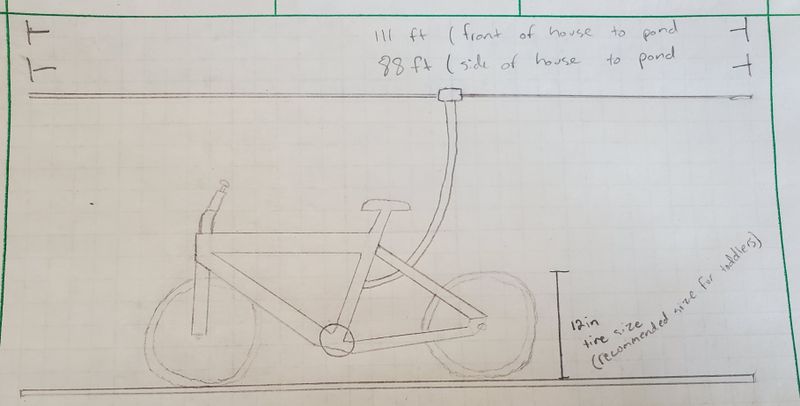 111 ft (front of house to pond
88 ft (side of house to pond
12in
tire size
(recommended size for toddlers)